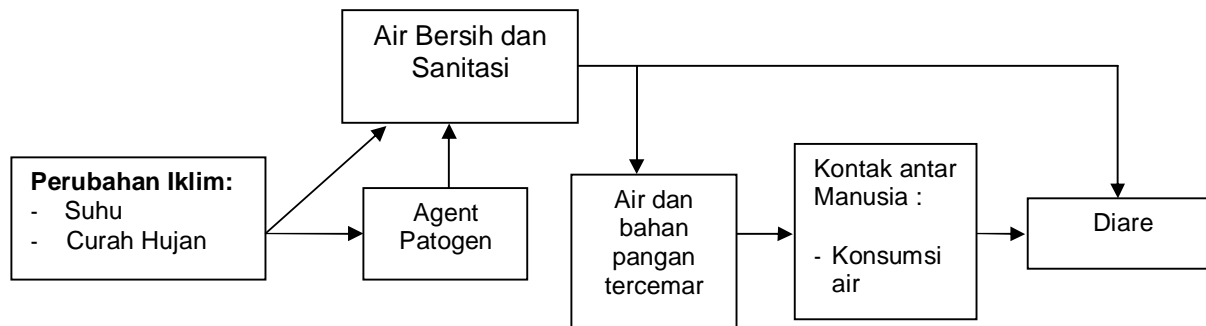 Air Bersih dan
Sanitasi
Perubahan Iklim:
- Suhu
- Curah Hujan
Agent
Patogen
Air dan
bahan
pangan
tercemar
Kontak antar
Manusia :
- Konsumsi
air
Diare